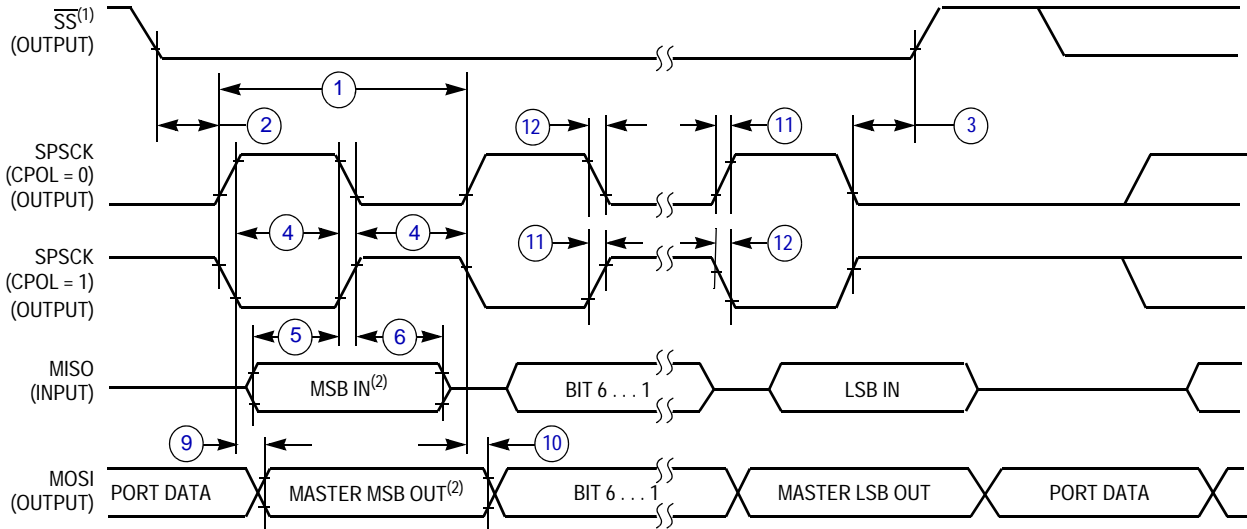 SS(1)
(OUTPUT)
1
2
12
11
3
SPSCK
(CPOL = 0)
(OUTPUT)
4
4
11
12
SPSCK
(CPOL = 1)
(OUTPUT)
5
6
MISO
(INPUT)
MSB IN(2)
BIT 6 . . . 1
LSB IN
9
10
MOSI
(OUTPUT)
PORT DATA
MASTER MSB OUT(2)
BIT 6 . . . 1
MASTER LSB OUT
PORT DATA